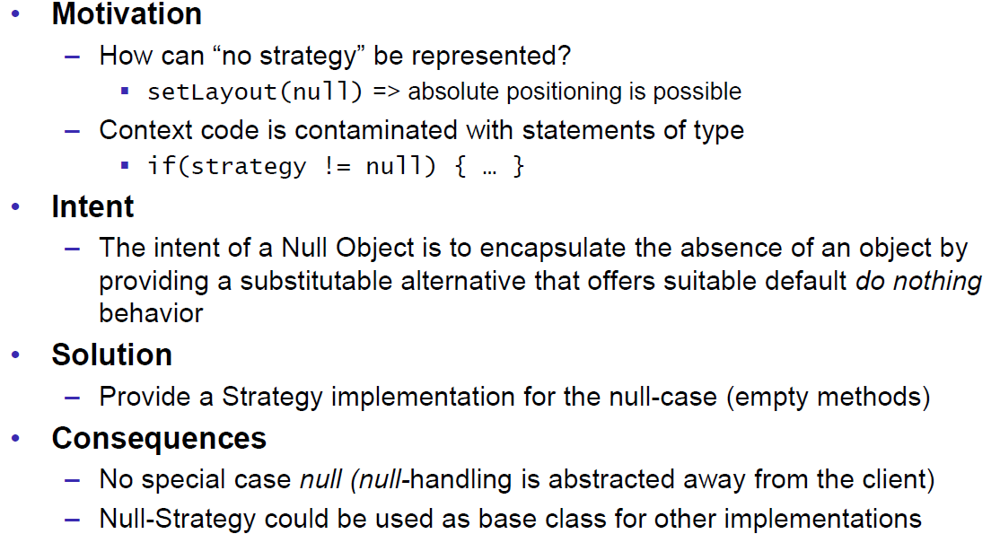 • Motivation
– How can “no strategy” be represented?
▪ setLayout(null) => absolute positioning is possible
– Context code is contaminated with statements of type
▪ if(strategy != null) { … }
• Intent
– The intent of a Null Object is to encapsulate the absence of an object by
providing a substitutable alternative that offers suitable default do nothing
behavior
• Solution
– Provide a Strategy implementation for the null-case (empty methods)
• Consequences
– No special case null (null-handling is abstracted away from the client)
– Null-Strategy could be used as base class for other implementations